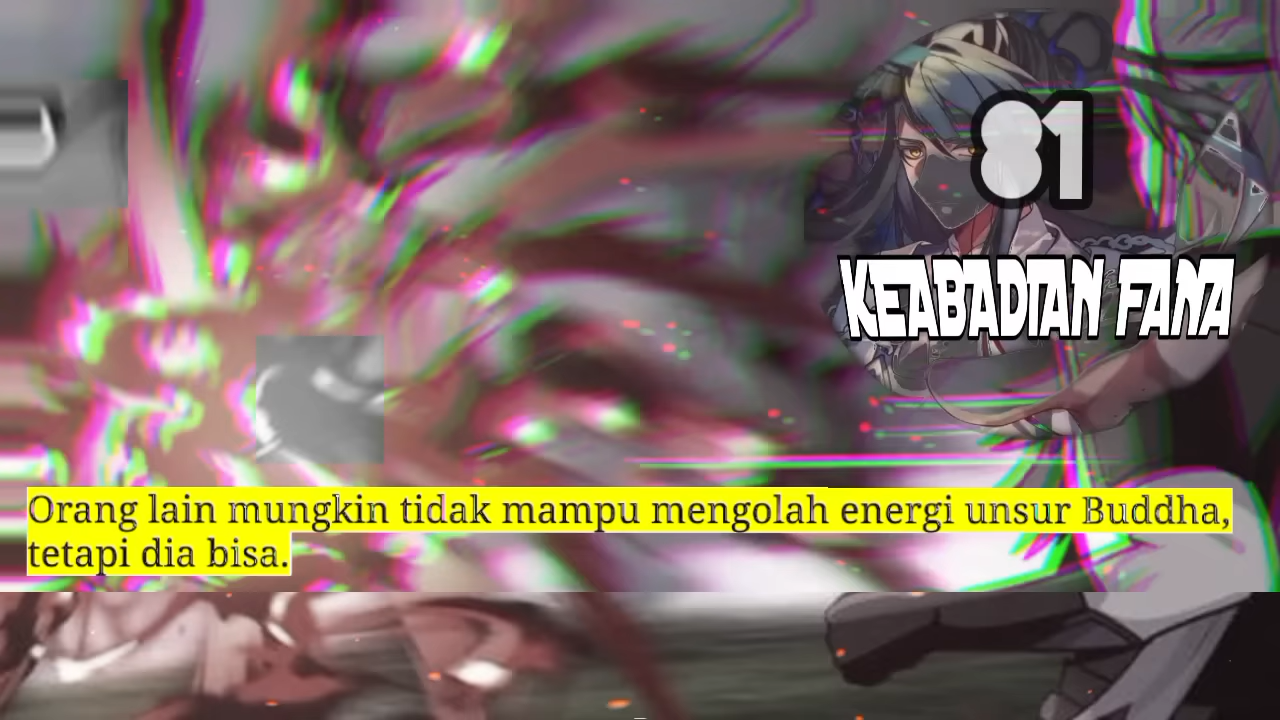 81
KEABADIAN FANA
Orang lain mungkin tidak mampu mengolah energi unsur Buddha,
tetapi dia bisa.